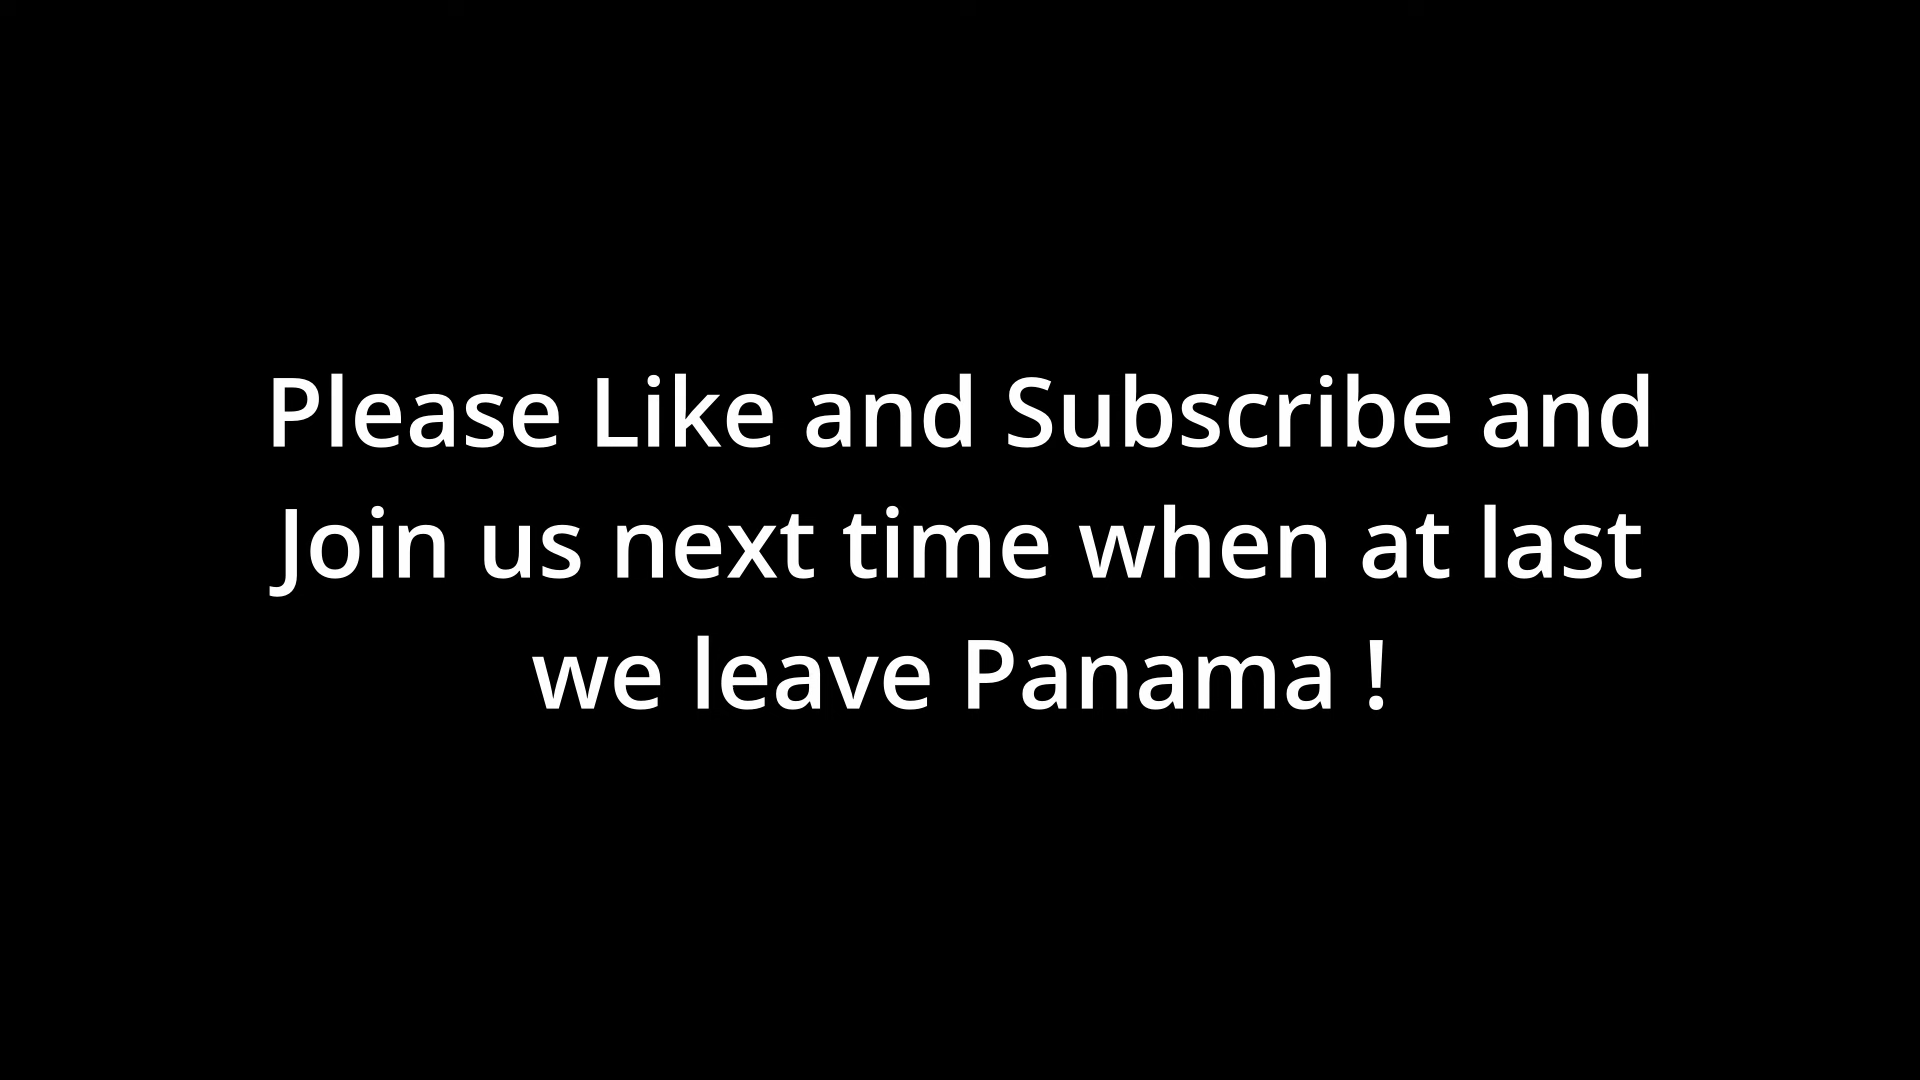 Please Like and Subscribe and
Join us next time when at last
we leave Panama !